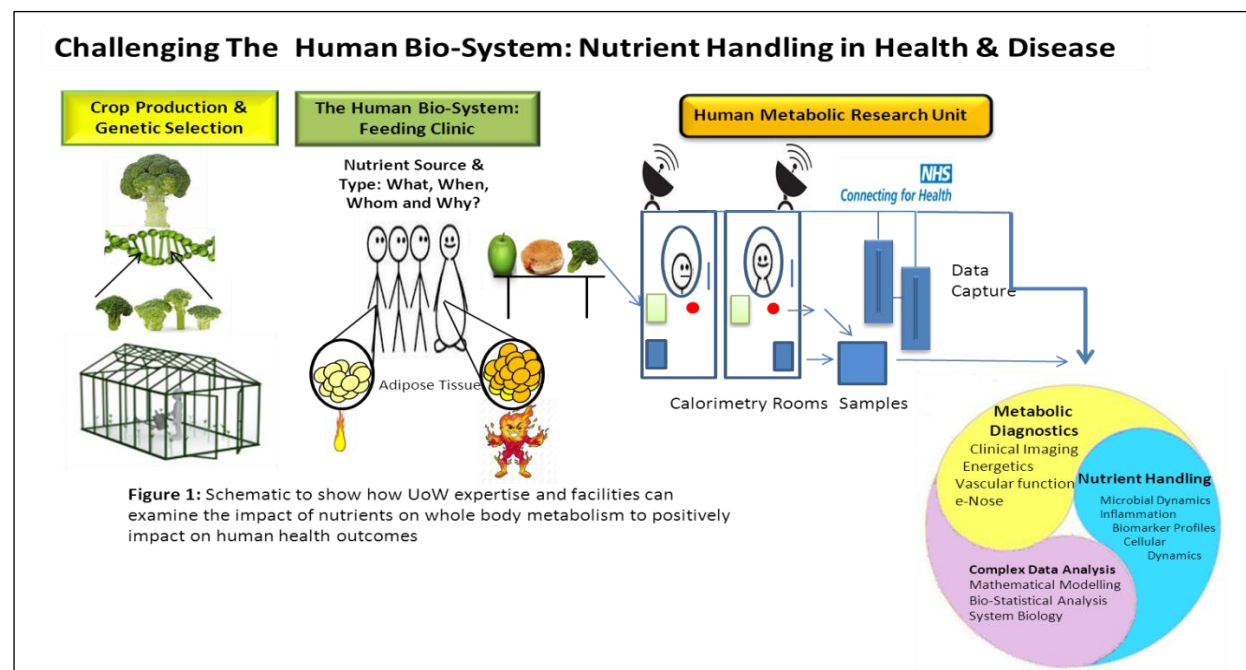 Challenging The Human Bio-System: Nutrient Handling in Health & Disease
Crop Production &
Genetic Selection
The Human Bio-System:
Feeding Clinic
Nutrient Source &
Type: What, When,
Whom and Why?
Adipose Tissue
Human Metabolic Research Unit
NHS
Connecting for Health
Data
Capture
Calorimetry Rooms
Samples
Metabolic
Diagnostics
Clinical Imaging
Energetics
Vascular function
e-Nose
Nutrient Handling
Microbial Dynamics
Inflammation
Biomarker Profiles
Cellular
Dynamics
Complex Data Analysis
Mathematical Modelling
Bio-Statistical Analysis
System Biology
Figure 1: Schematic to show how UoW expertise and facilities can
examine the impact of nutrients on whole body metabolism to positively
impact on human health outcomes